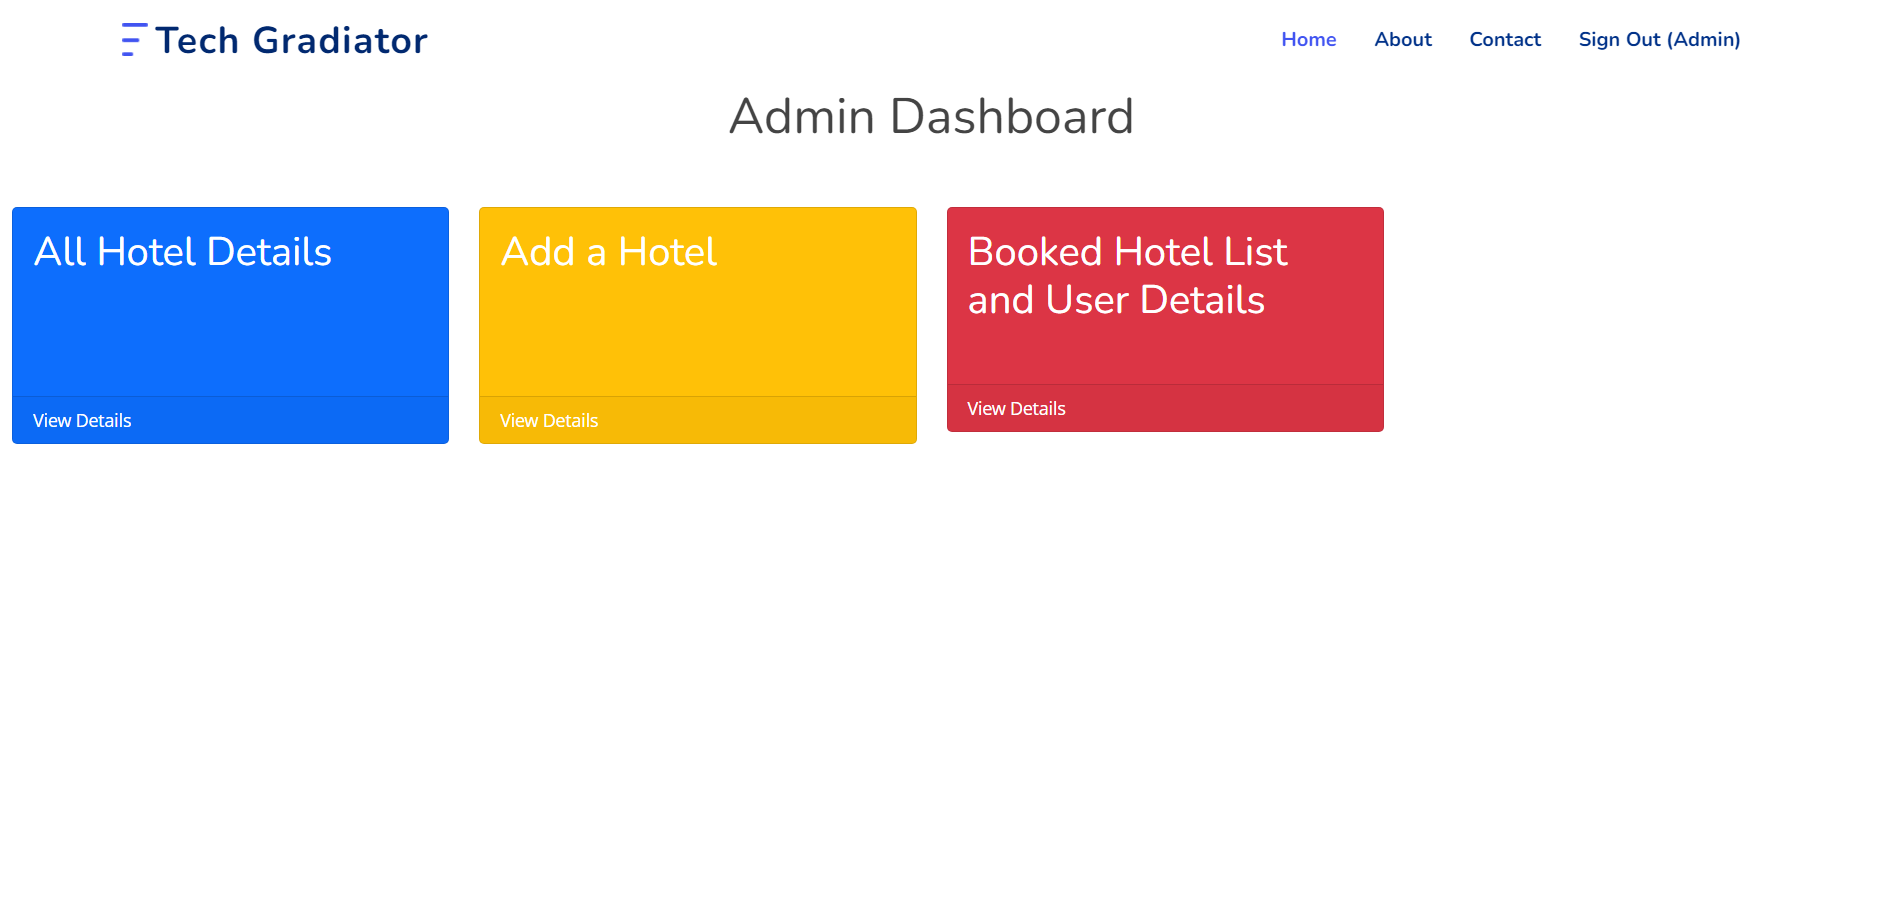 Tech Gradiator
Home About Contact Sign Out (Admin)
Admin Dashboard
All Hotel Details
View Details
Add a Hotel
View Details
Booked Hotel List
and User Details
View Details